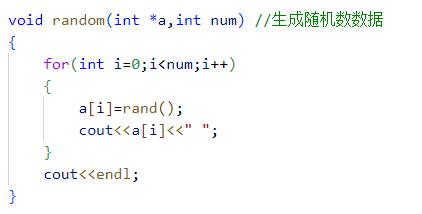 void random(int *a,int num) //生成随机数数据
{
    for(int i=0;i<num;i++)
    {
        a[i]=rand();
        cout<<a[i]<<" ";
    }
    cout<<endl;
}